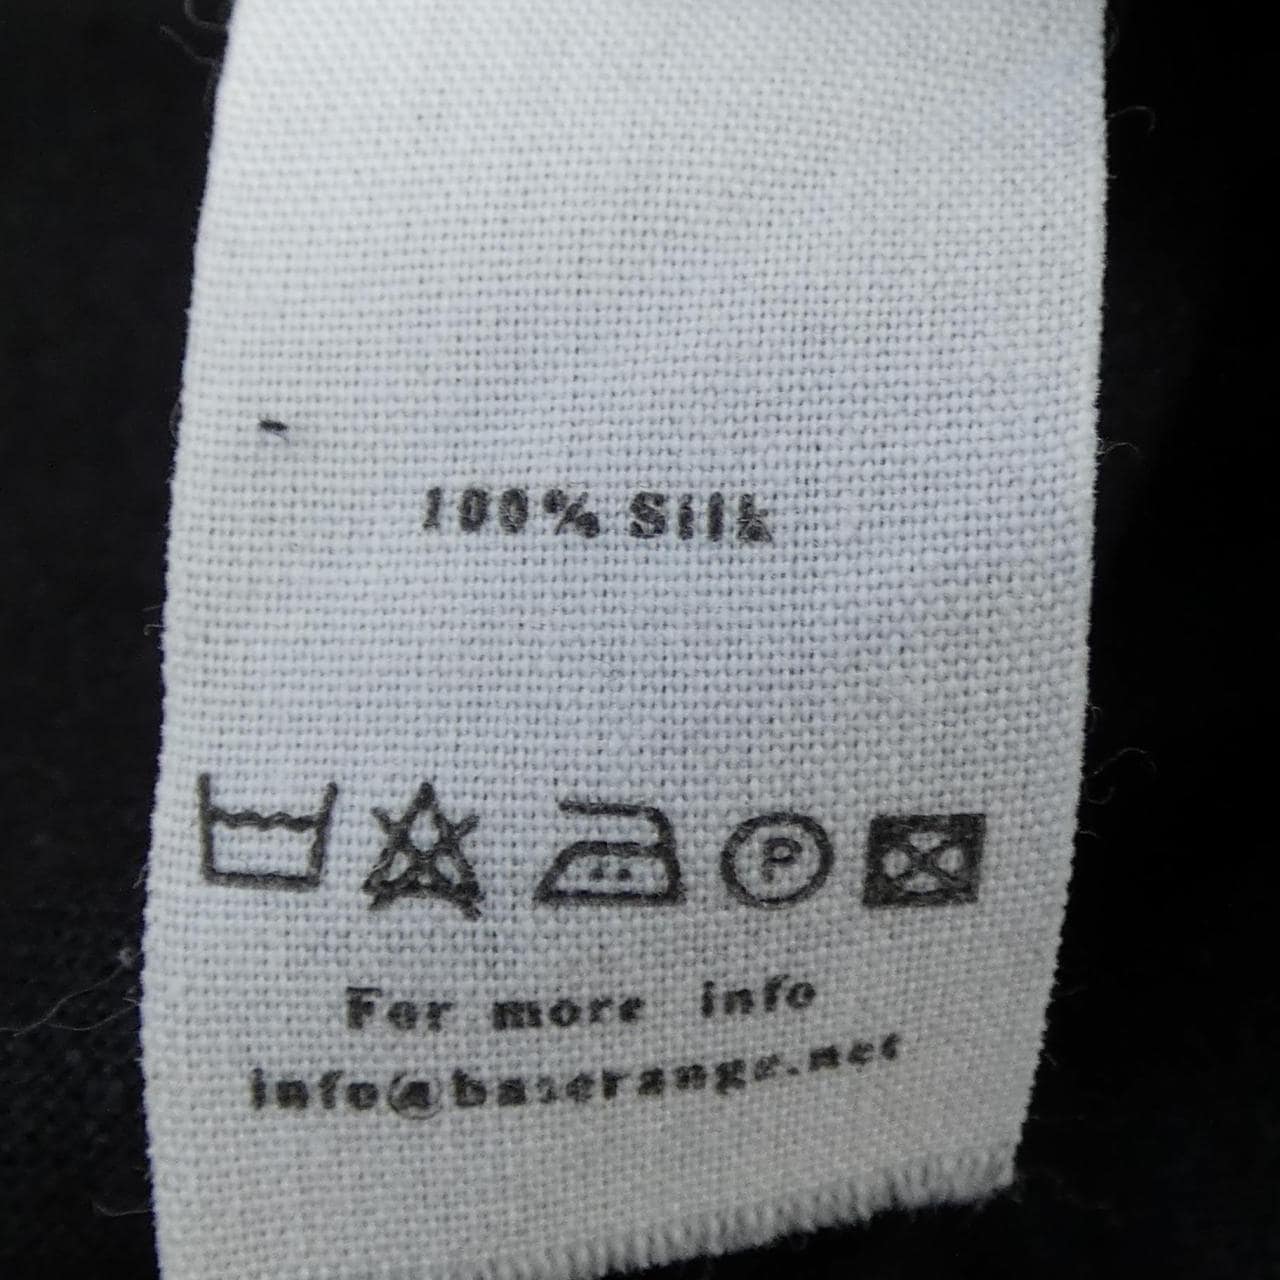 100% Silk
P
For more info
info@baserange.net